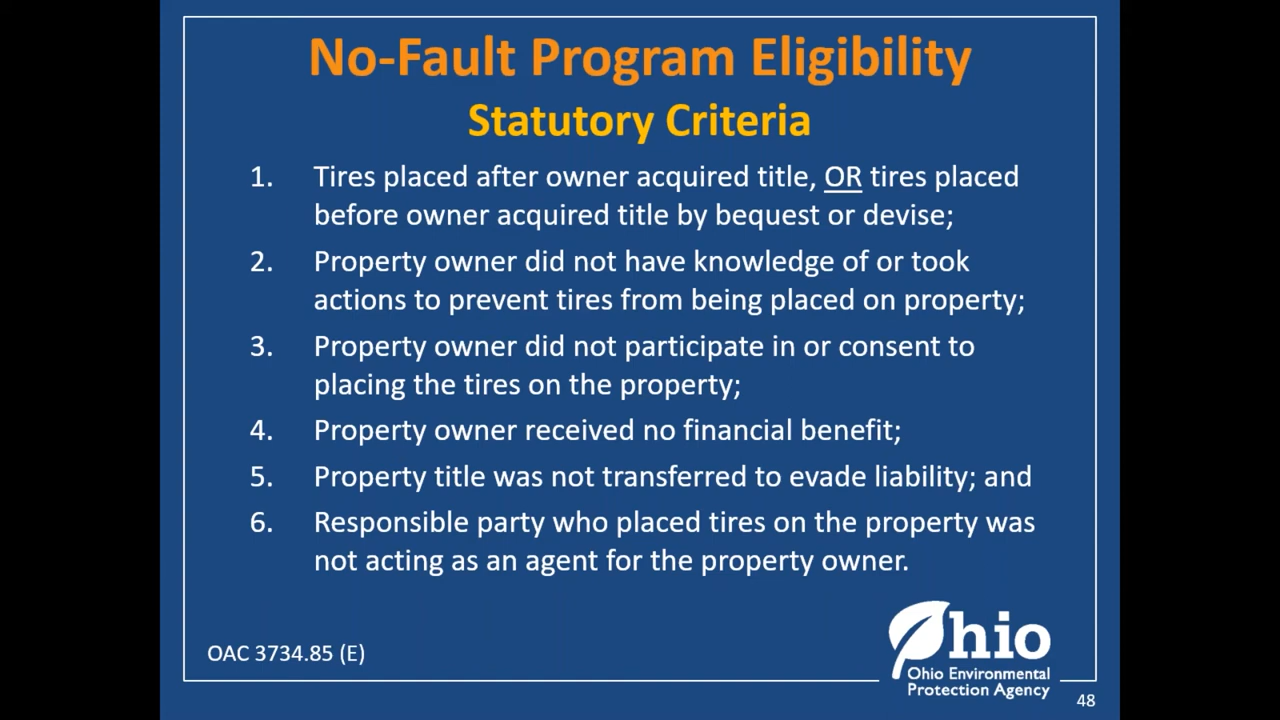 No-Fault Program Eligibility
Statutory Criteria
1. Tires placed after owner acquired title, OR tires placed
before owner acquired title by bequest or devise;
2. Property owner did not have knowledge of or took
actions to prevent tires from being placed on property;
3. Property owner did not participate in or consent to
placing the tires on the property;
4. Property owner received no financial benefit;
5. Property title was not transferred to evade liability; and
6. Responsible party who placed tires on the property was
not acting as an agent for the property owner.
OAC 3734.85 (E)
Ohio
Ohio Environmental
Protection Agency
48